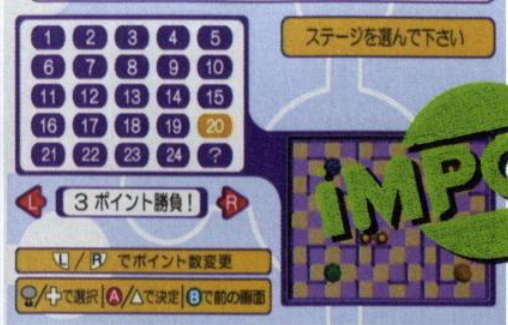 ステージを選んで下さい
1 2 3 4 5
6 7 8 9 10
11 12 13 14 15
16 17 18 19 20
21 22 23 24 ?
L 3 ポイント勝負! R
L / R でポイント数変更
/で選択 A/△で決定 Bで前の画面
iMPO